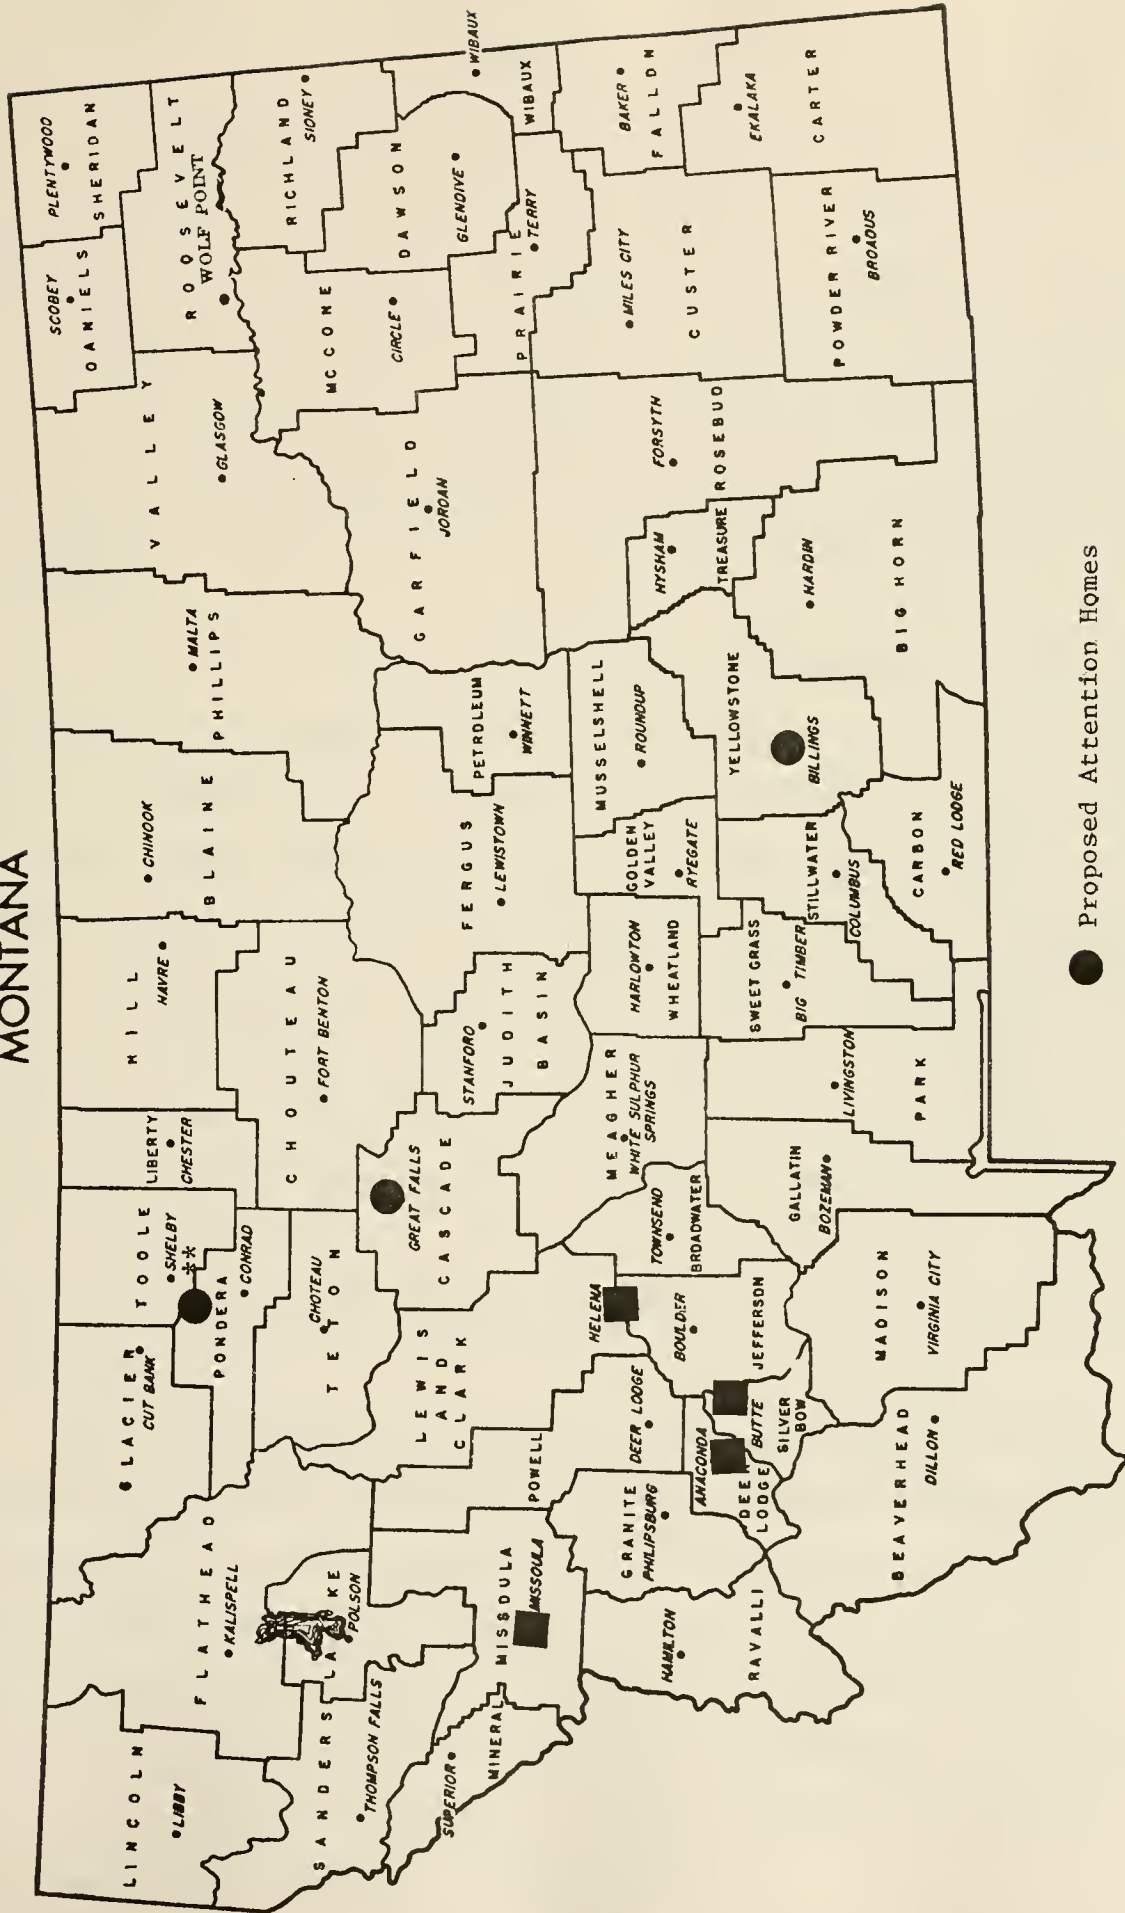 MONTANA
LINCOLN
LIBBY
FLATHEAD
KALISPELL
GLACIER
CUT BANK
TOOLE
SHELBY
**
PONDERA
CONRAD
LIBERTY
CHESTER
HILL
HAVRE
BLAINE
CHINOOK
PHILLIPS
MALTA
VALLEY
GLASGOW
SCOBEY
DANIELS
PLENTYWOOD
SHERIDAN
ROOSEVELT
WOLF POINT
SANDERS
THOMPSON FALLS
LAKE
POLSON
TETON
CHOTEAU
CHOUTEAU
FORT BENTON
GREAT FALLS
CASCADE
LEWIS
AND
CLARK
HELENA
SUPERIOR
MINERAL
MISSOULA
MISSOULA
POWELL
DEER LODGE
GRANITE
PHILIPSBURG
STANFORD
JUDITH
BASIN
FERGUS
LEWISTOWN
PETROLEUM
WINNETT
GARFIELD
JORDAN
MCCONE
CIRCLE
RICHLAND
SIDNEY
DAWSON
GLENDIVE
WIBAUX
WIBAUX
PRAIRIE
TERRY
HAMILTON
RAVALLI
ANACONDA
DEER
LODGE
BUTTE
SILVER
BOW
BOULDER
JEFFERSON
TOWNSEND
BROADWATER
MEAGHER
WHITE SULPHUR
SPRINGS
HARLOWTON
WHEATLAND
GOLDEN
VALLEY
RYEGATE
MUSSELSHELL
ROUNDUP
HYSHAM
TREASURE
FORSYTH
ROSEBUD
MILES CITY
CUSTER
BAKER
FALLON
EKALAKA
CARTER
BEAVERHEAD
DILLON
MADISON
VIRGINIA CITY
GALLATIN
BOZEMAN
LIVINGSTON
PARK
SWEET GRASS
BIG TIMBER
STILLWATER
COLUMBUS
CARBON
RED LODGE
YELLOWSTONE
BILLINGS
HARDIN
BIG HORN
POWDER RIVER
BROADUS
Proposed Attention Homes